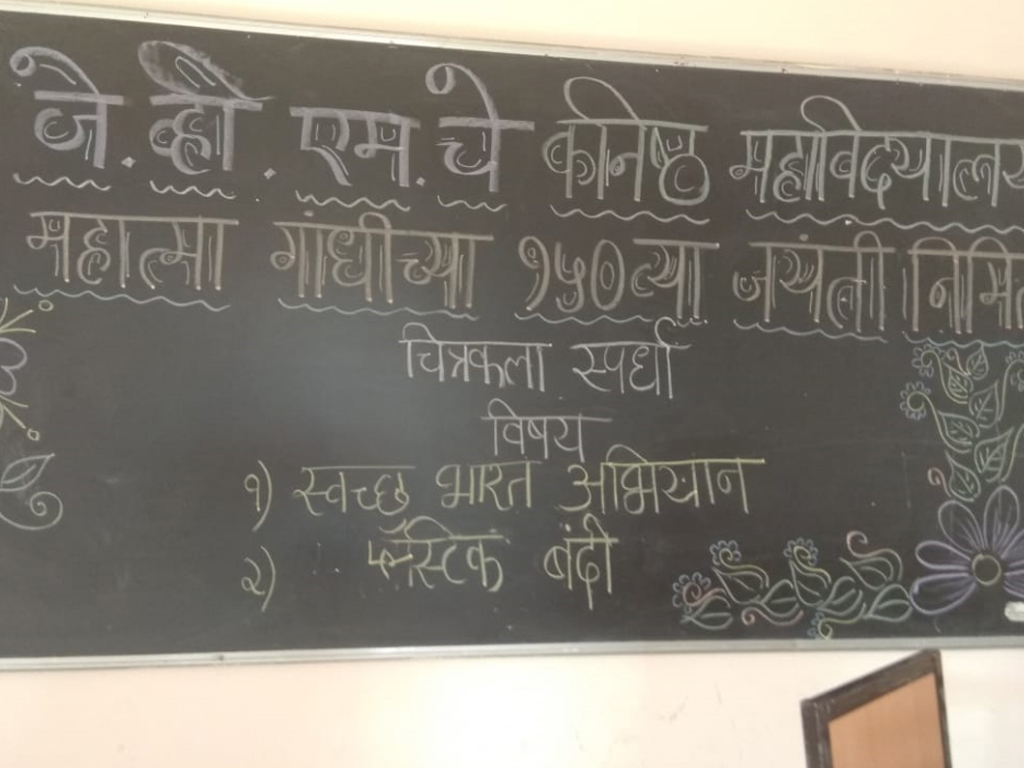 जे.व्ही.एम.चे कनिष्ठ महाविद्यालय
महात्मा गांधींच्या १५०व्या जयंती निमित
चित्रकला स्पर्धा
विषय
१) स्वच्छ भारत अभियान
२) प्लॅस्टिक बंदी